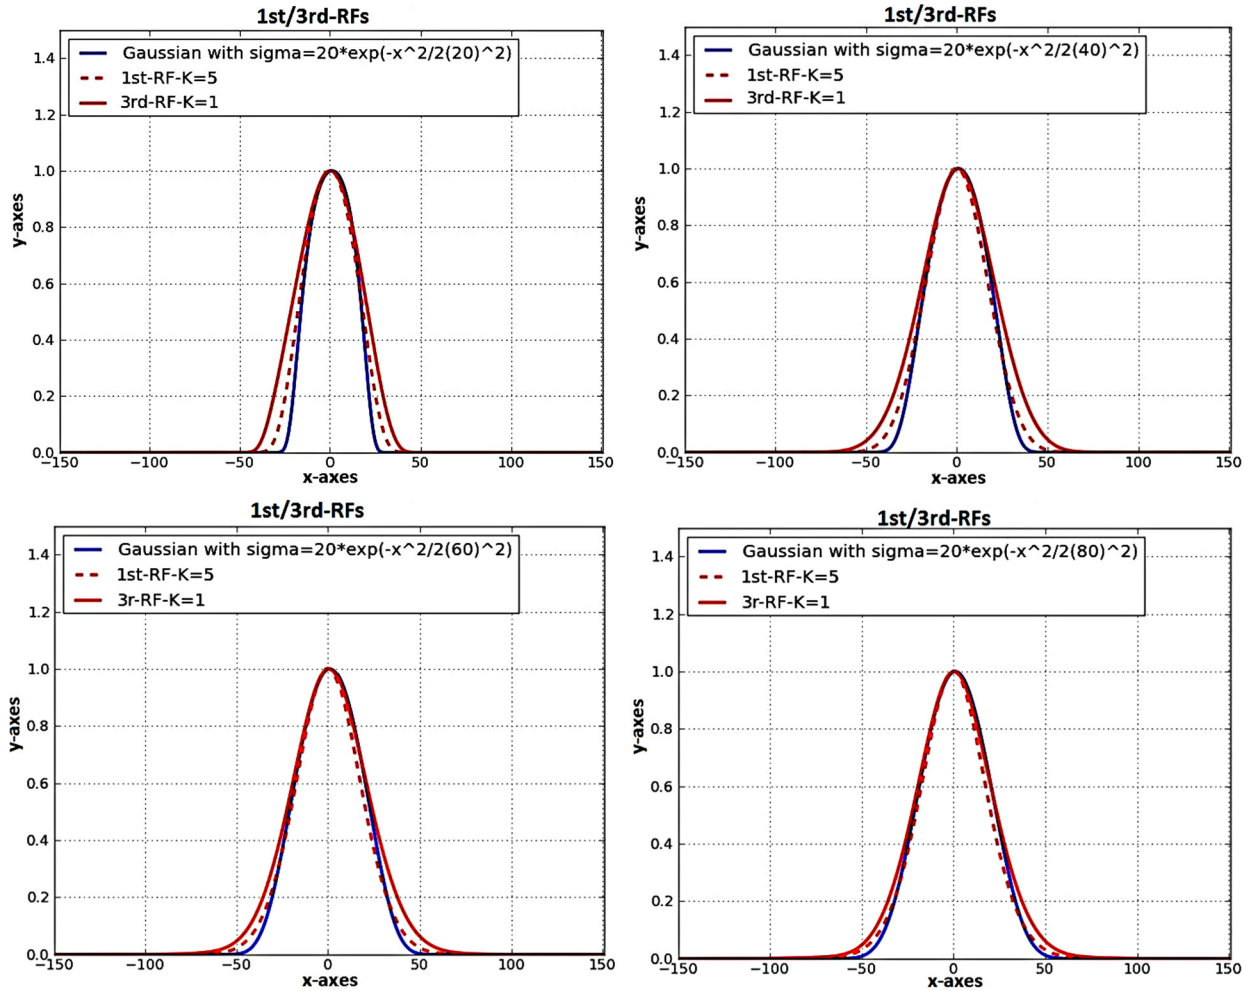 1st/3rd-RFs
Gaussian with sigma=20*exp(-x^2/2(20)^2)
1st-RF-K=5
3rd-RF-K=1
y-axes
1.4
1.2
1.0
0.8
0.6
0.4
0.2
0.0
−150 −100 −50 0 50 100 150
x-axes
1st/3rd-RFs
Gaussian with sigma=20*exp(-x^2/2(40)^2)
1st-RF-K=5
3rd-RF-K=1
y-axes
1.4
1.2
1.0
0.8
0.6
0.4
0.2
0.0
−150 −100 −50 0 50 100 150
x-axes
1st/3rd-RFs
Gaussian with sigma=20*exp(-x^2/2(60)^2)
1st-RF-K=5
3r-RF-K=1
y-axes
1.4
1.2
1.0
0.8
0.6
0.4
0.2
0.0
−150 −100 −50 0 50 100 150
x-axes
1st/3rd-RFs
Gaussian with sigma=20*exp(-x^2/2(80)^2)
1st-RF-K=5
3r-RF-K=1
y-axes
1.4
1.2
1.0
0.8
0.6
0.4
0.2
0.0
−150 −100 −50 0 50 100 150
x-axes